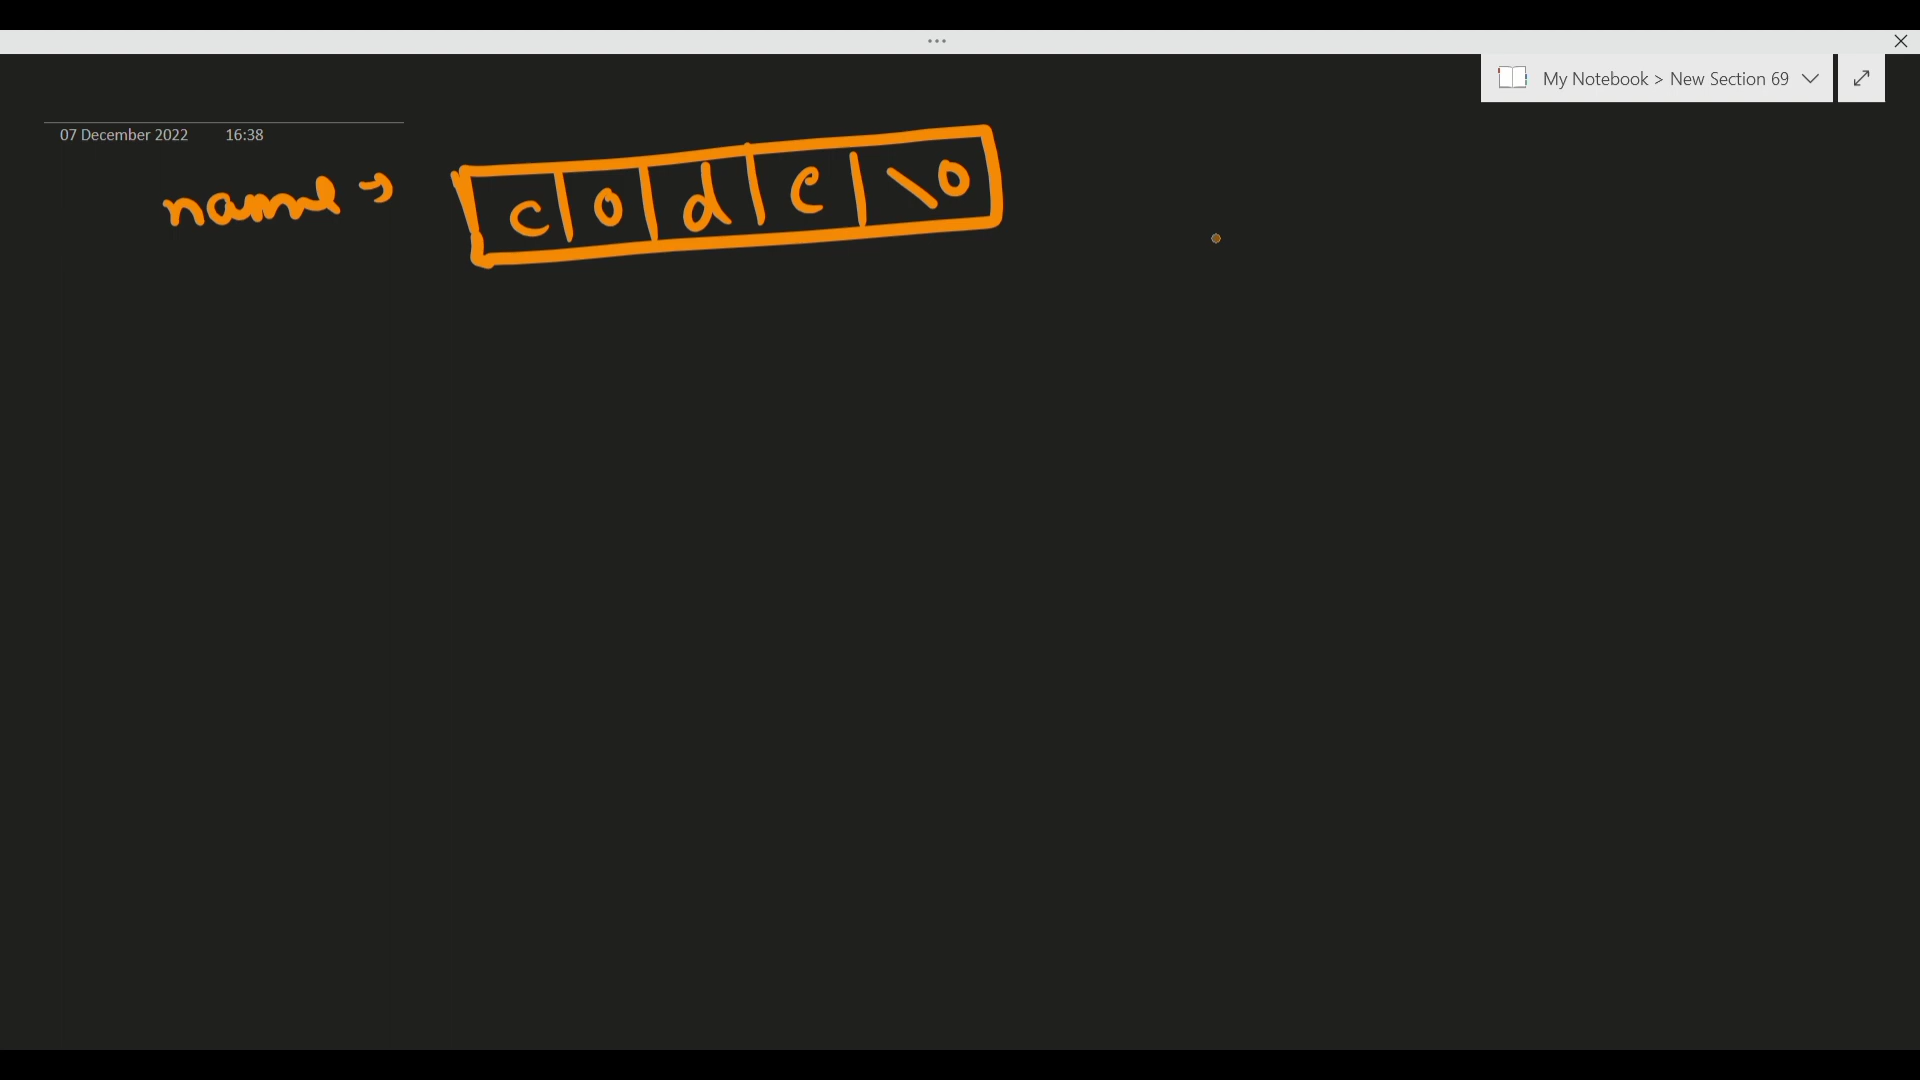 My Notebook > New Section 69
07 December 2022 16:38
name → c o d e \0